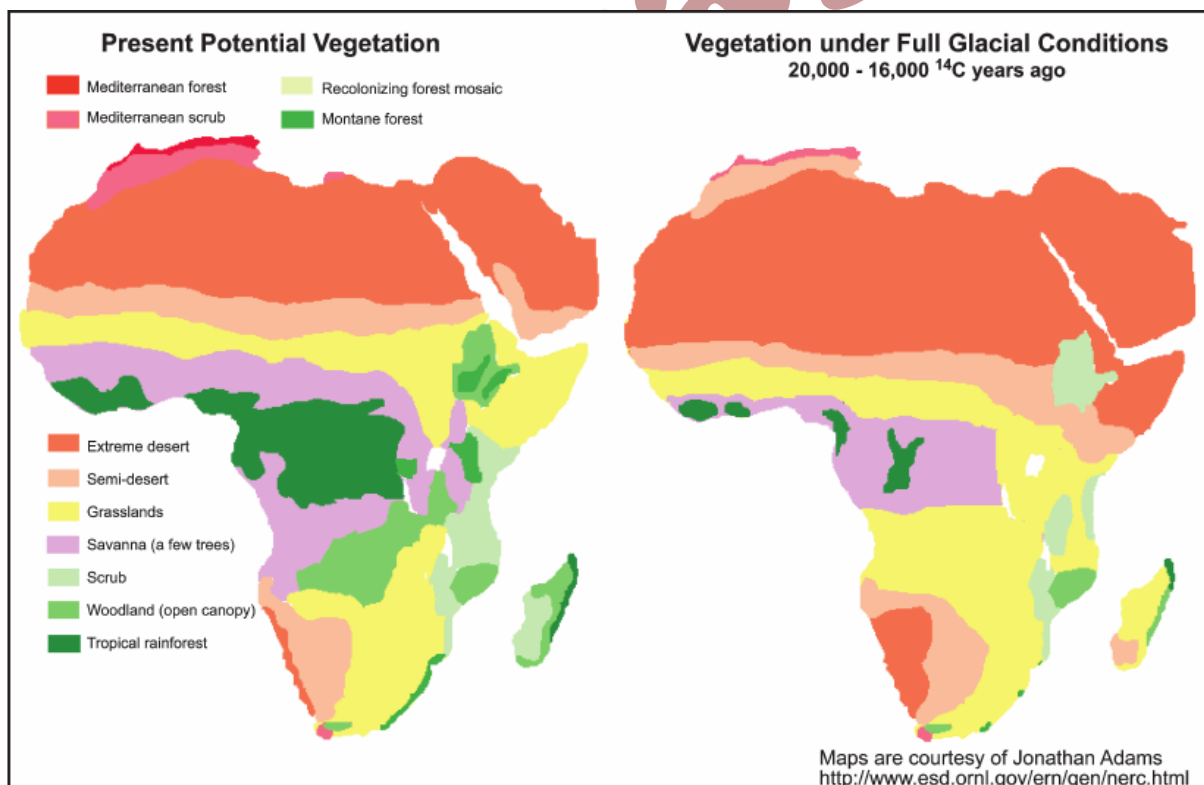 Present Potential Vegetation
Mediterranean forest
Mediterranean scrub
Recolonizing forest mosaic
Montane forest
Extreme desert
Semi-desert
Grasslands
Savanna (a few trees)
Scrub
Woodland (open canopy)
Tropical rainforest
Vegetation under Full Glacial Conditions
20,000 - 16,000 ¹⁴C years ago
Maps are courtesy of Jonathan Adams
http://www.esd.ornl.gov/ern/qen/nerc.html